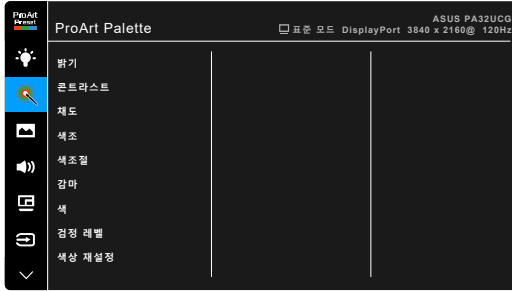 ProArt
Preset
ProArt Palette
ASUS PA32UCG
표준 모드 DisplayPort 3840 x 2160@ 120Hz
밝기
콘트라스트
채도
색조
색조절
감마
색
검정 레벨
색상 재설정